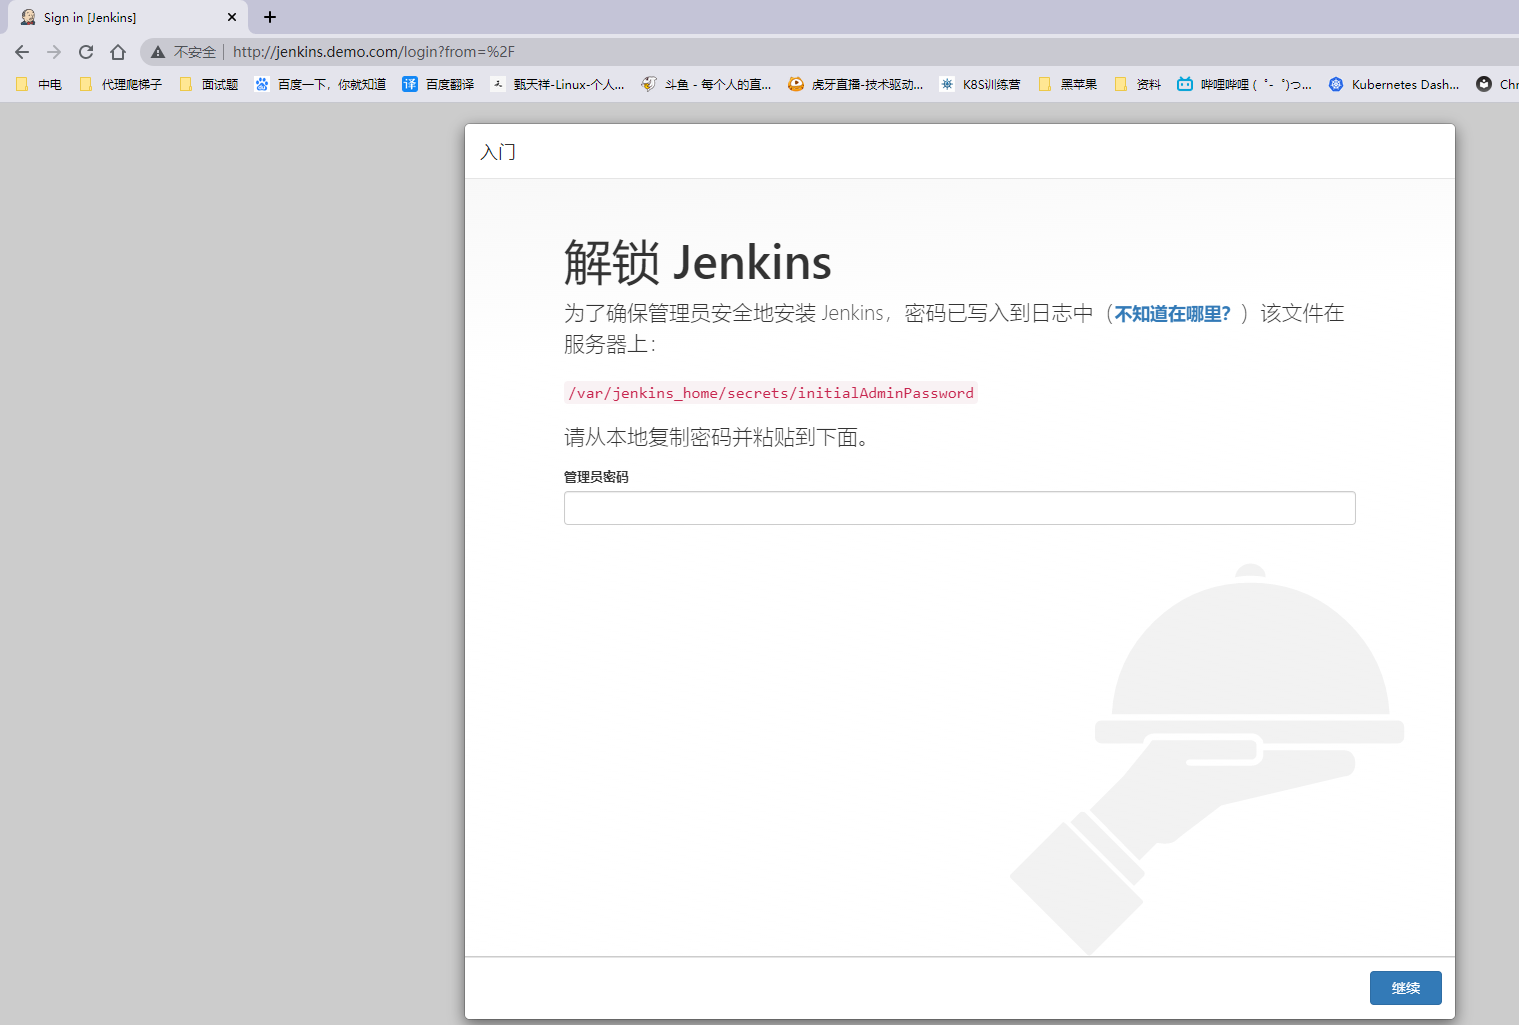 Sign in [Jenkins]
不安全 | http://jenkins.demo.com/login?from=%2F
中电 代理爬梯子 面试题 百度一下，你就知道 译 百度翻译 甄天祥-Linux-个人... 斗鱼 - 每个人的直... 虎牙直播-技术驱动... K8S训练营 黑苹果 资料 哔哩哔哩 ( ゜- ゜)つ... Kubernetes Dash... Chr
入门
解锁 Jenkins
为了确保管理员安全地安装 Jenkins，密码已写入到日志中（不知道在哪里？）该文件在
服务器上：
/var/jenkins_home/secrets/initialAdminPassword
请从本地复制密码并粘贴到下面。
管理员密码
继续